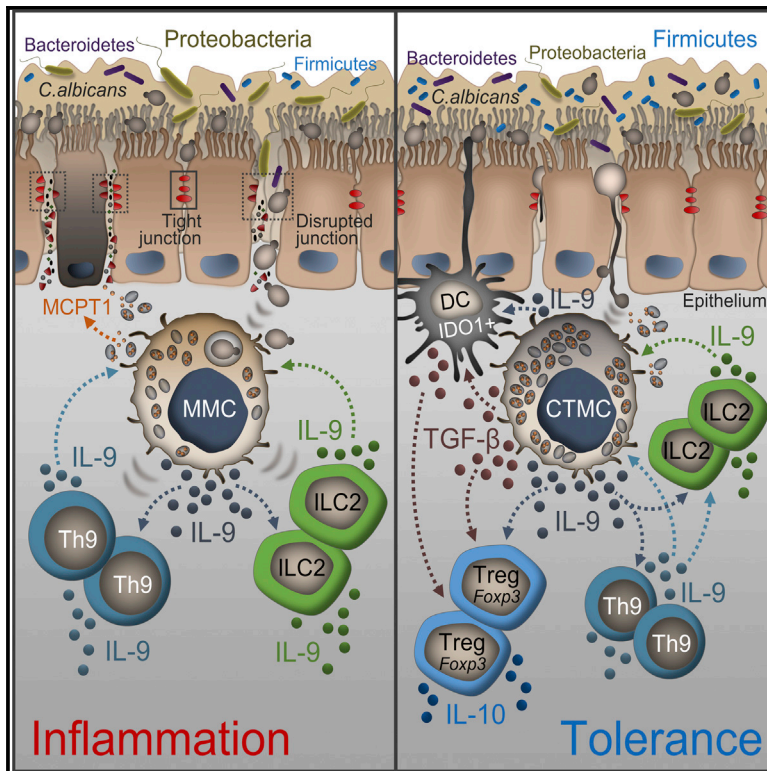 Proteobacteria
Bacteroidetes
Firmicutes
C.albicans
Tight
junction
Disrupted
junction
MCPT1
MMC
IL-9
IL-9
IL-9
ILC2
ILC2
Th9
Th9
IL-9
IL-9
Inflammation
Firmicutes
Bacteroidetes
Proteobacteria
C.albicans
Epithelium
DC
IDO1+
IL-9
IL-9
CTMC
ILC2
ILC2
TGF-β
IL-9
Treg
Foxp3
Treg
Foxp3
Th9
Th9
IL-9
IL-10
Tolerance